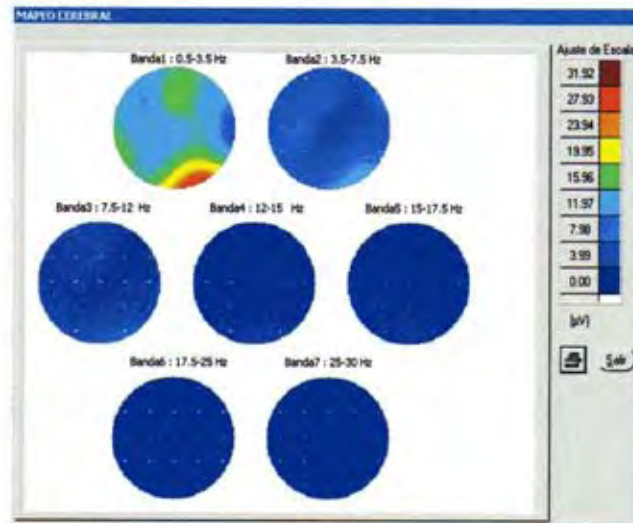 MAPEO CEREBRAL
Banda1 : 0.5-3.5 Hz
Banda2 : 3.5-7.5 Hz
Banda3 : 7.5-12 Hz
Banda4 : 12-15 Hz
Banda5 : 15-17.5 Hz
Banda6 : 17.5-25 Hz
Banda7 : 25-30 Hz
Ajuste de Escala
31.92
27.93
23.94
19.95
15.96
11.97
7.98
3.99
0.00
(µV)
Salir